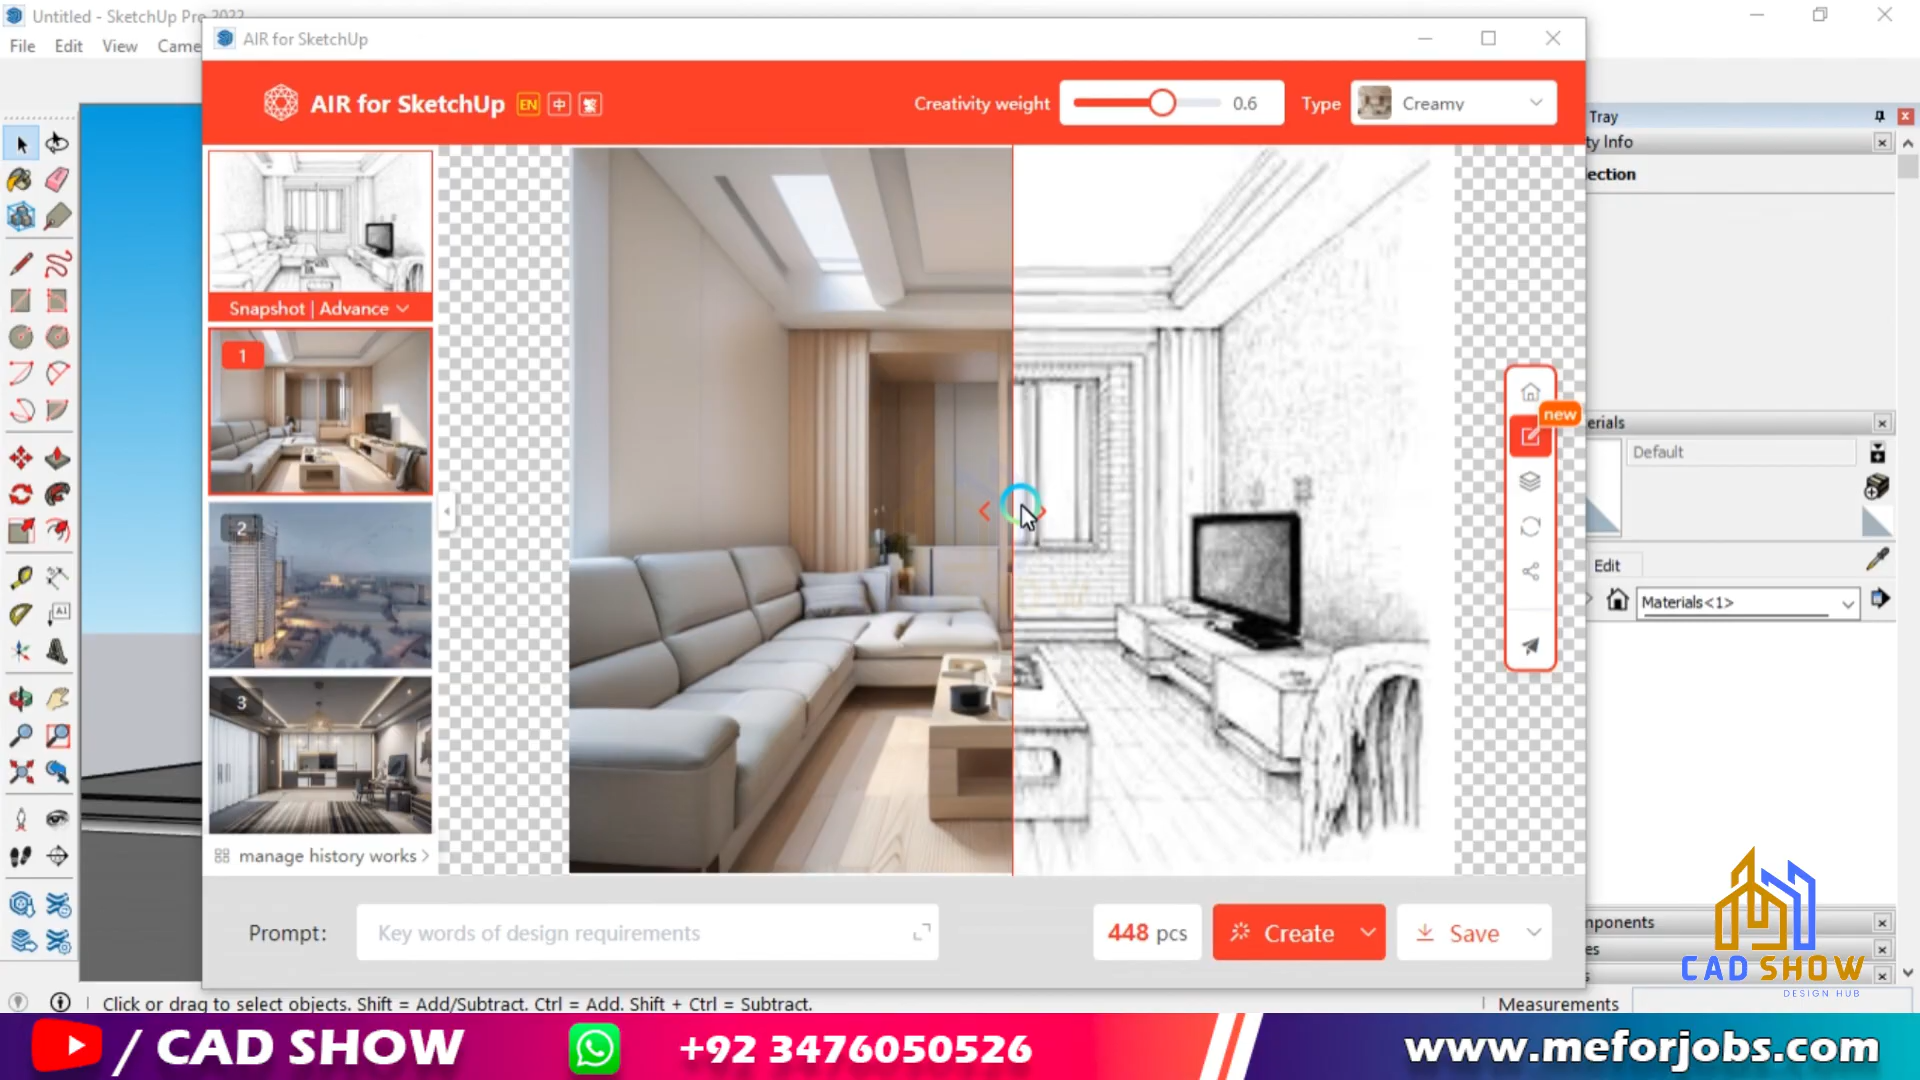 Untitled - SketchUp Pro 2022
File Edit View Came
AIR for SketchUp
AIR for SketchUp EN 中 繁
Creativity weight 0.6 Type Creamy
Tray
ty Info
ection
Snapshot | Advance
1
2
3
manage history works >
new
erials
Default
Edit
Materials<1>
Prompt: Key words of design requirements
448 pcs Create Save
mponents
es
s
CAD SHOW
DESIGN HUB
Click or drag to select objects. Shift = Add/Subtract. Ctrl = Add. Shift + Ctrl = Subtract.
Measurements
/ CAD SHOW
+92 3476050526
www.meforjobs.com